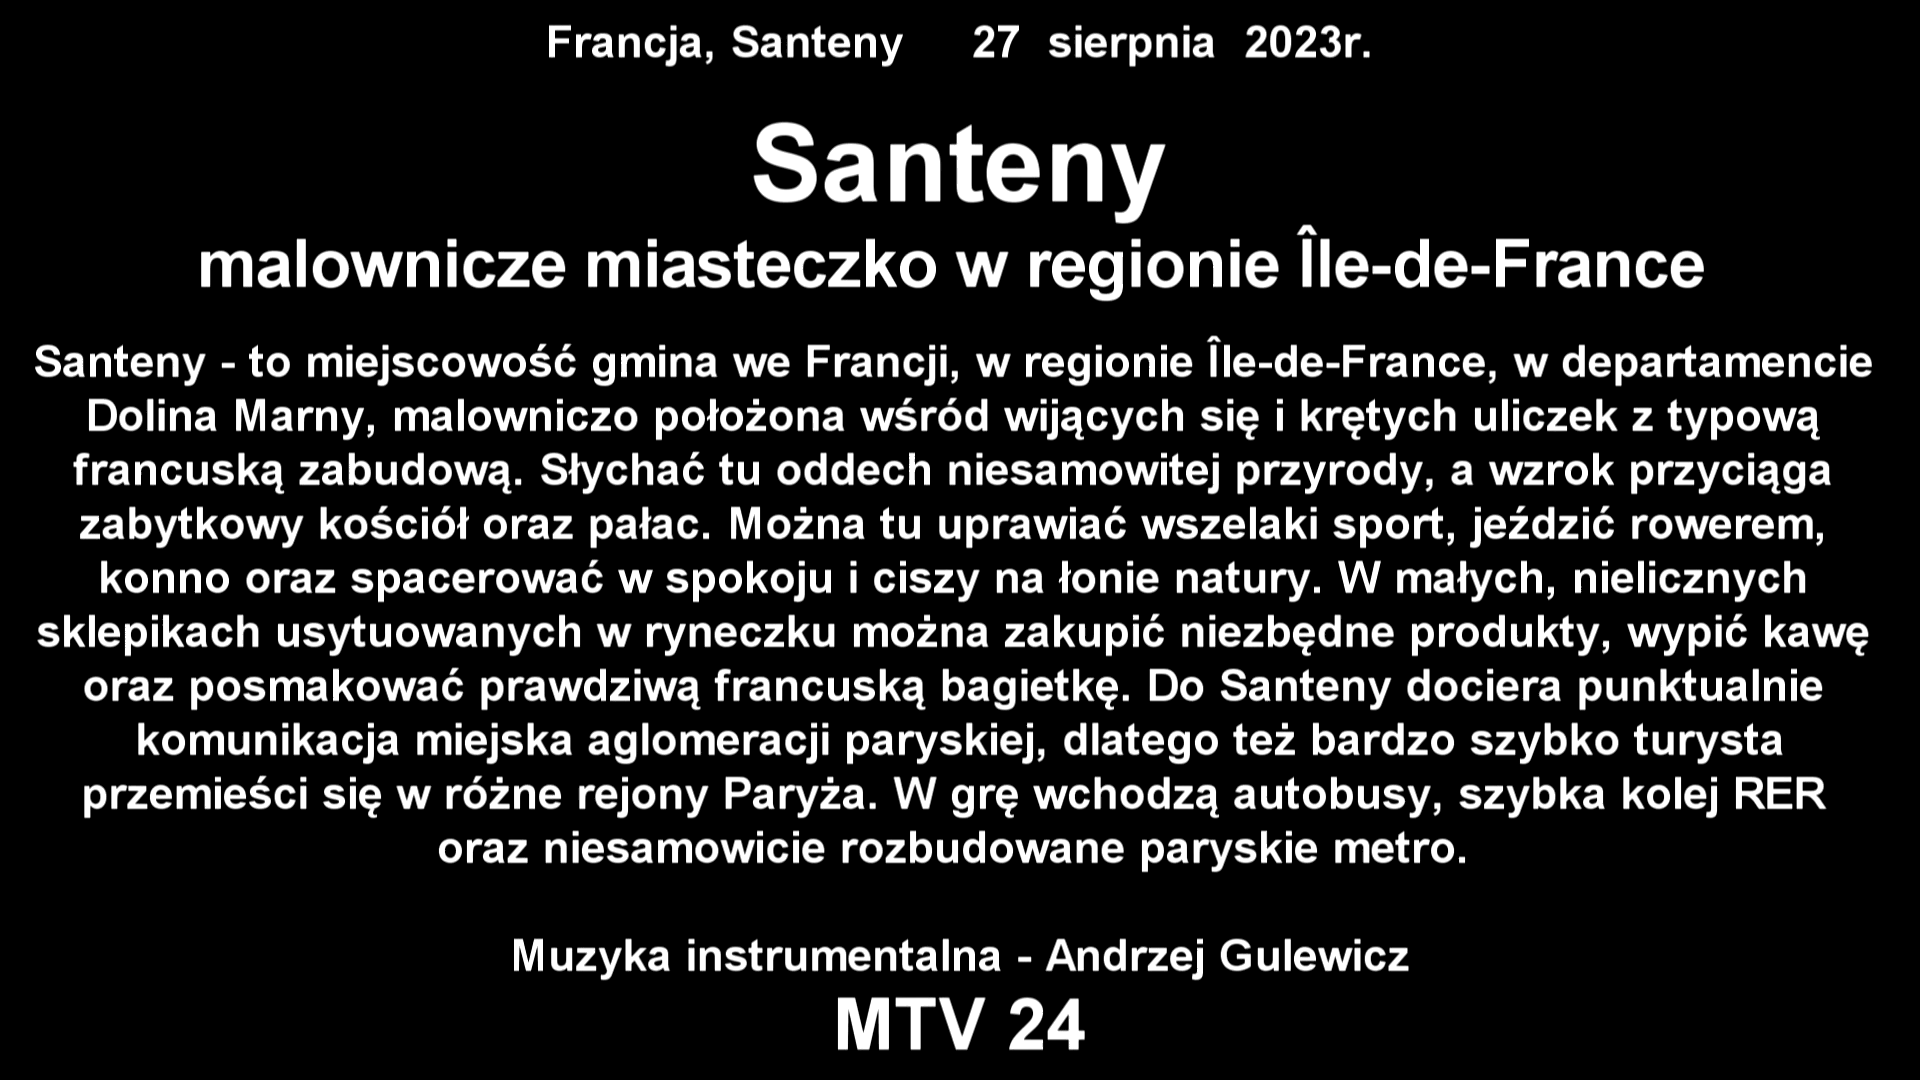 Francja, Santeny 27 sierpnia 2023r.
Santeny
malownicze miasteczko w regionie Île-de-France
Santeny - to miejscowość gmina we Francji, w regionie Île-de-France, w departamencie
Dolina Marny, malowniczo położona wśród wijących się i krętych uliczek z typową
francuską zabudową. Słychać tu oddech niesamowitej przyrody, a wzrok przyciąga
zabytkowy kościół oraz pałac. Można tu uprawiać wszelaki sport, jeździć rowerem,
konno oraz spacerować w spokoju i ciszy na łonie natury. W małych, nielicznych
sklepikach usytuowanych w ryneczku można zakupić niezbędne produkty, wypić kawę
oraz posmakować prawdziwą francuską bagietkę. Do Santeny dociera punktualnie
komunikacja miejska aglomeracji paryskiej, dlatego też bardzo szybko turysta
przemieści się w różne rejony Paryża. W grę wchodzą autobusy, szybka kolej RER
oraz niesamowicie rozbudowane paryskie metro.
Muzyka instrumentalna - Andrzej Gulewicz
MTV 24